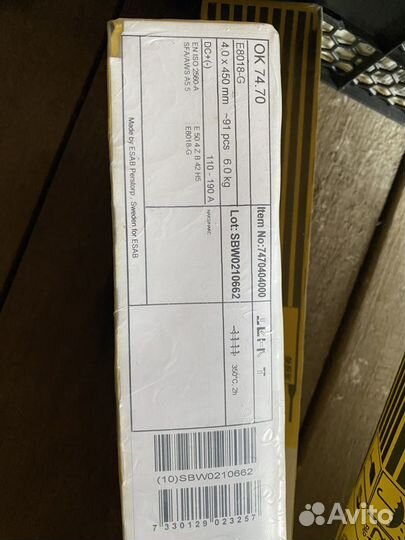 OK 74.70
E8018-G
4.0 x 450 mm ~91 pcs 6.0 kg
DC+(-)
110 - 190 A
EN ISO 2560-A : E 50 4 Z B 42 H5
SFA/AWS A5.5 : E8018-G
Made by ESAB Perstorp , Sweden for ESAB
Item No:7470404000
Lot: SBW0210662
350°C, 2h
(10)SBW0210662
7 330129 023257
Avito